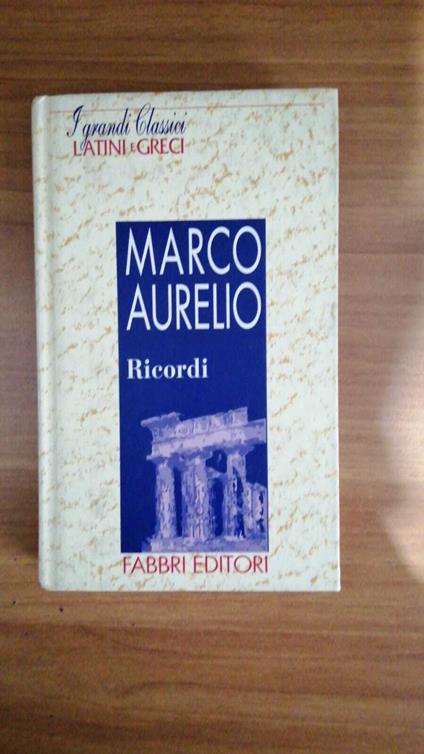 I grandi Classici
LATINI E GRECI
MARCO
AURELIO
Ricordi
FABBRI EDITORI